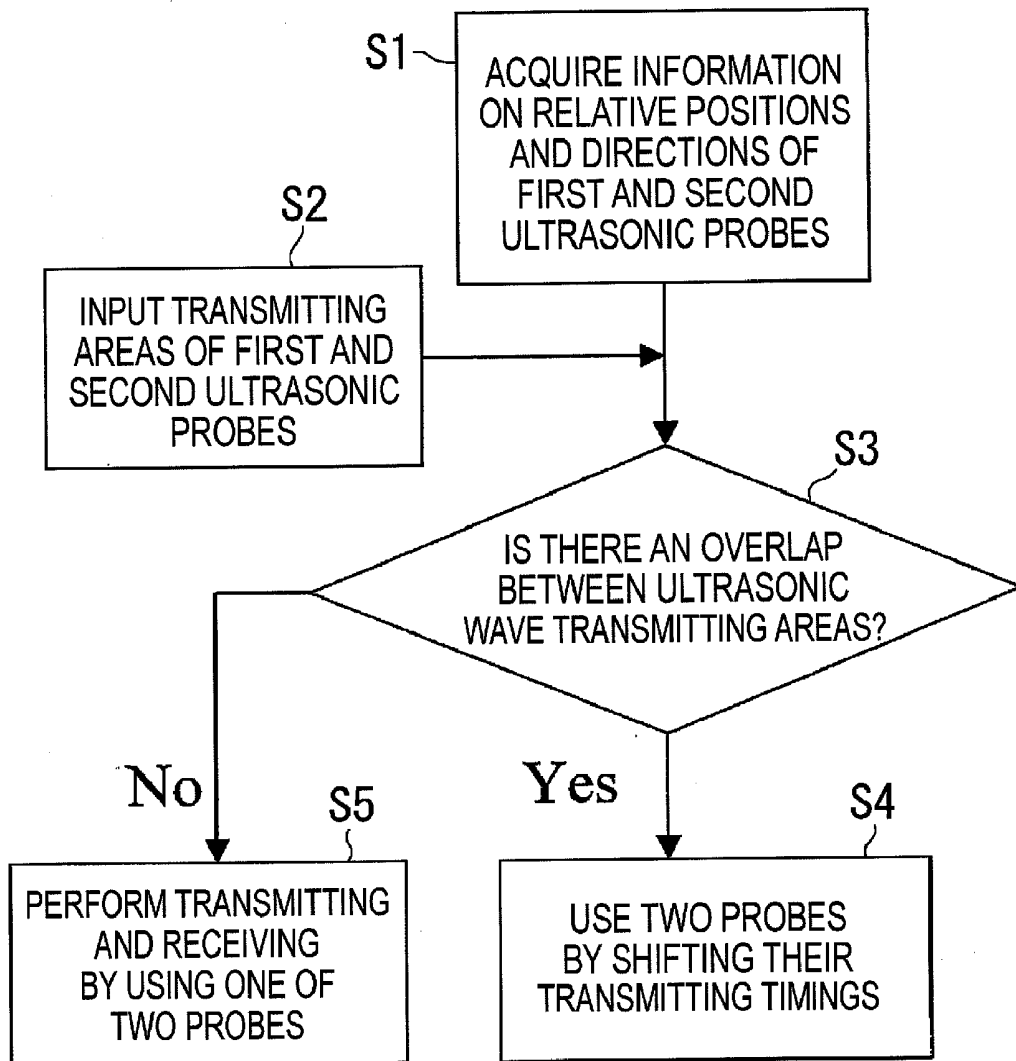 S1
ACQUIRE INFORMATION
ON RELATIVE POSITIONS
AND DIRECTIONS OF
FIRST AND SECOND
ULTRASONIC PROBES
S2
INPUT TRANSMITTING
AREAS OF FIRST AND
SECOND ULTRASONIC
PROBES
S3
IS THERE AN OVERLAP
BETWEEN ULTRASONIC
WAVE TRANSMITTING AREAS?
No
Yes
S5
PERFORM TRANSMITTING
AND RECEIVING
BY USING ONE OF
TWO PROBES
S4
USE TWO PROBES
BY SHIFTING THEIR
TRANSMITTING TIMINGS